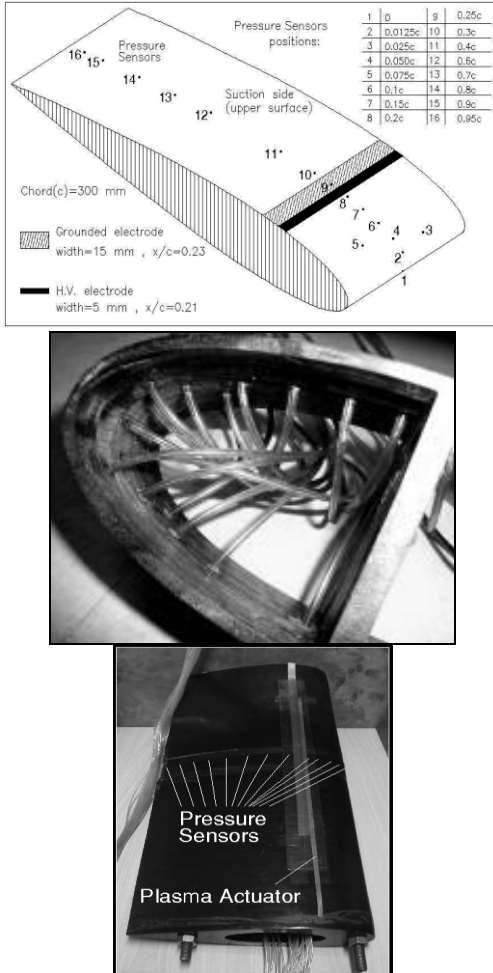 Pressure Sensors
positions:
1 0 9 0.25c
2 0.0125c 10 0.3c
3 0.025c 11 0.4c
4 0.050c 12 0.6c
5 0.075c 13 0.7c
6 0.1c 14 0.8c
7 0.15c 15 0.9c
8 0.2c 16 0.95c
Pressure
Sensors
16
15
14
13
12
Suction side
(upper surface)
11
10
9
8
7
6
5
4
3
2
1
Chord(c)=300 mm
Grounded electrode
width=15 mm , x/c=0.23
H.V. electrode
width=5 mm , x/c=0.21
Pressure
Sensors
Plasma Actuator